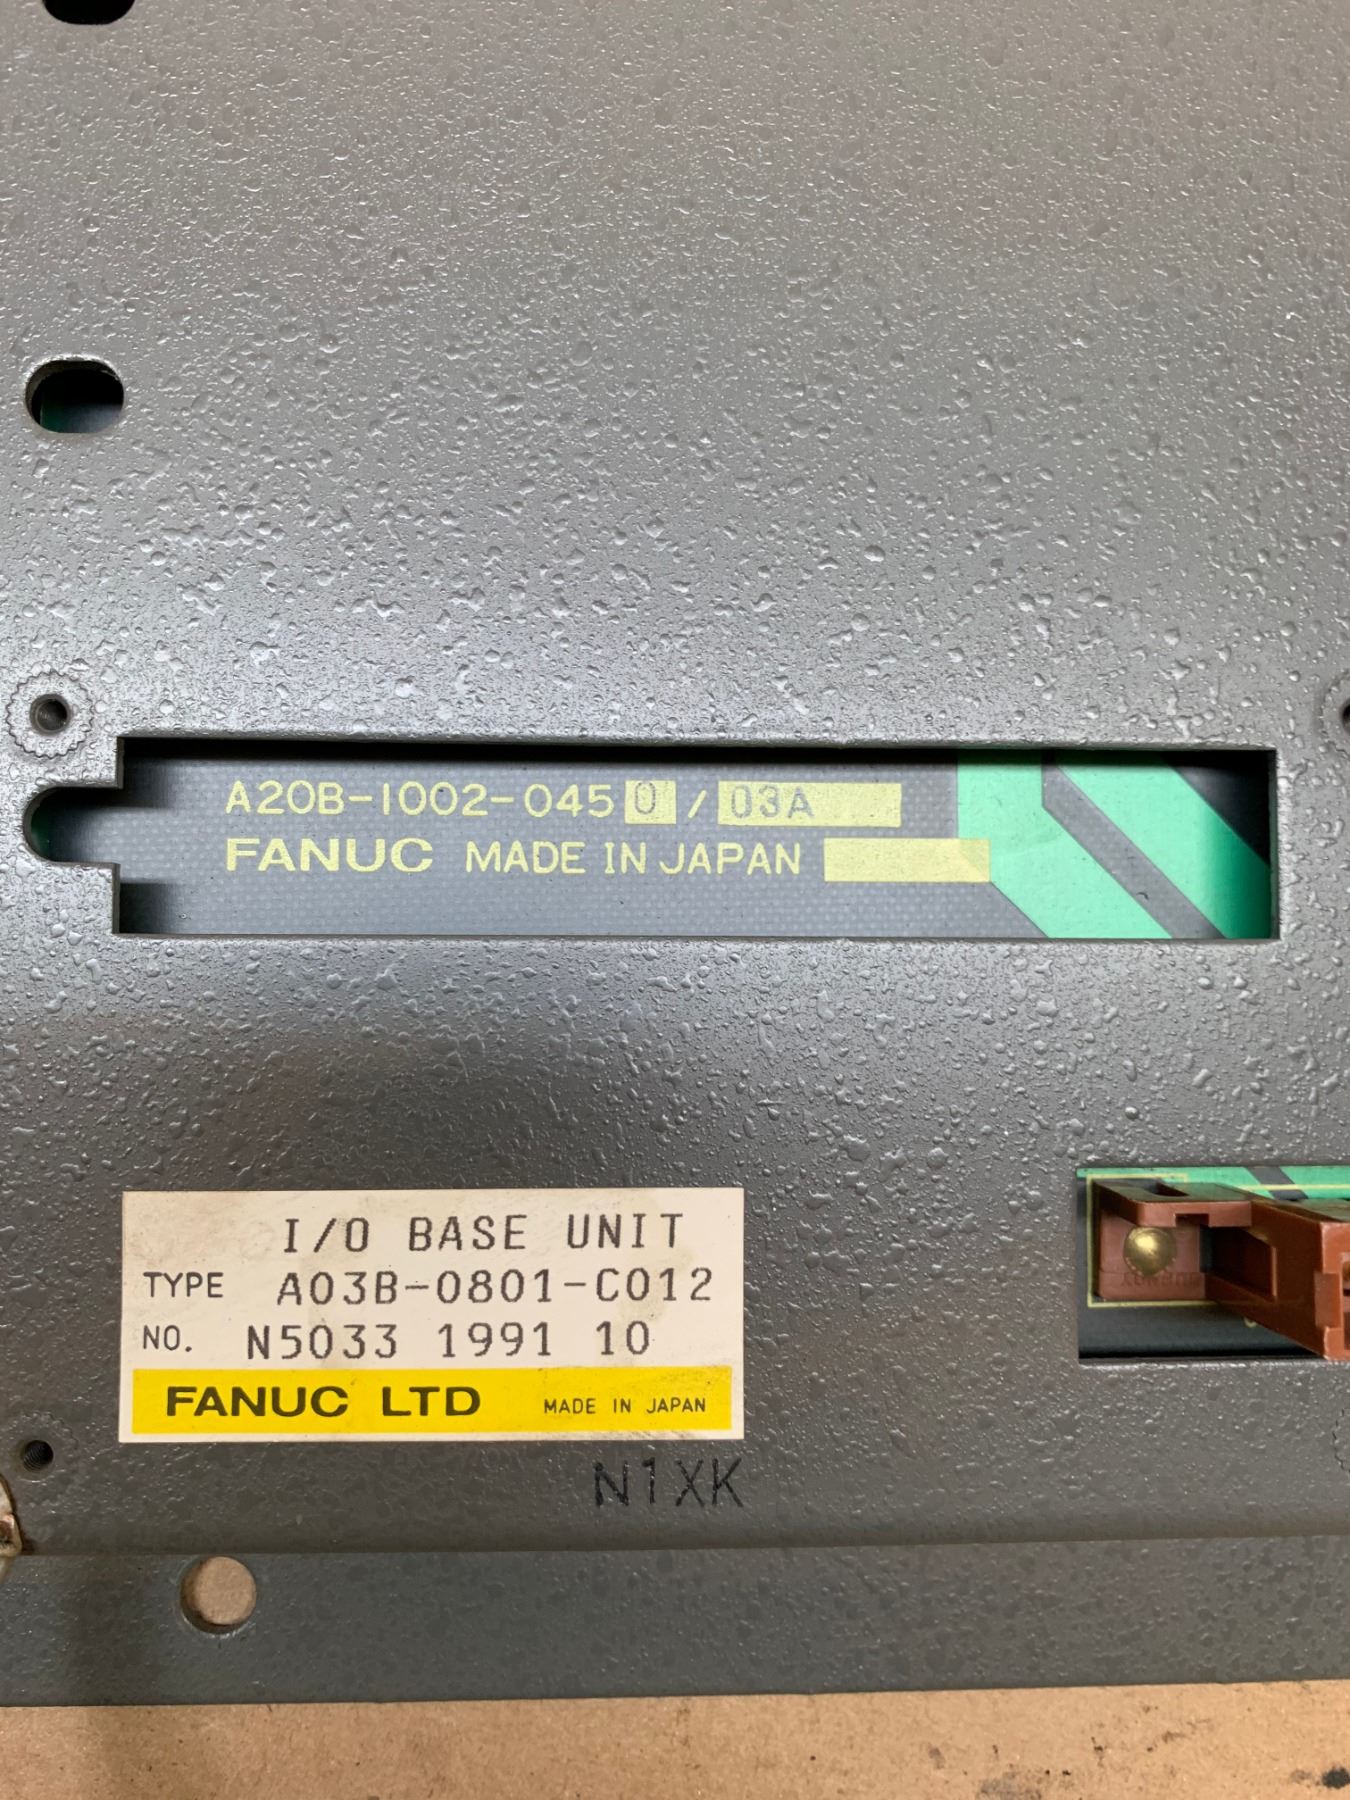 A20B-1002-0450/03A
FANUC MADE IN JAPAN
I/O BASE UNIT
TYPE A03B-0801-C012
NO. N5033 1991 10
FANUC LTD MADE IN JAPAN
N1XK